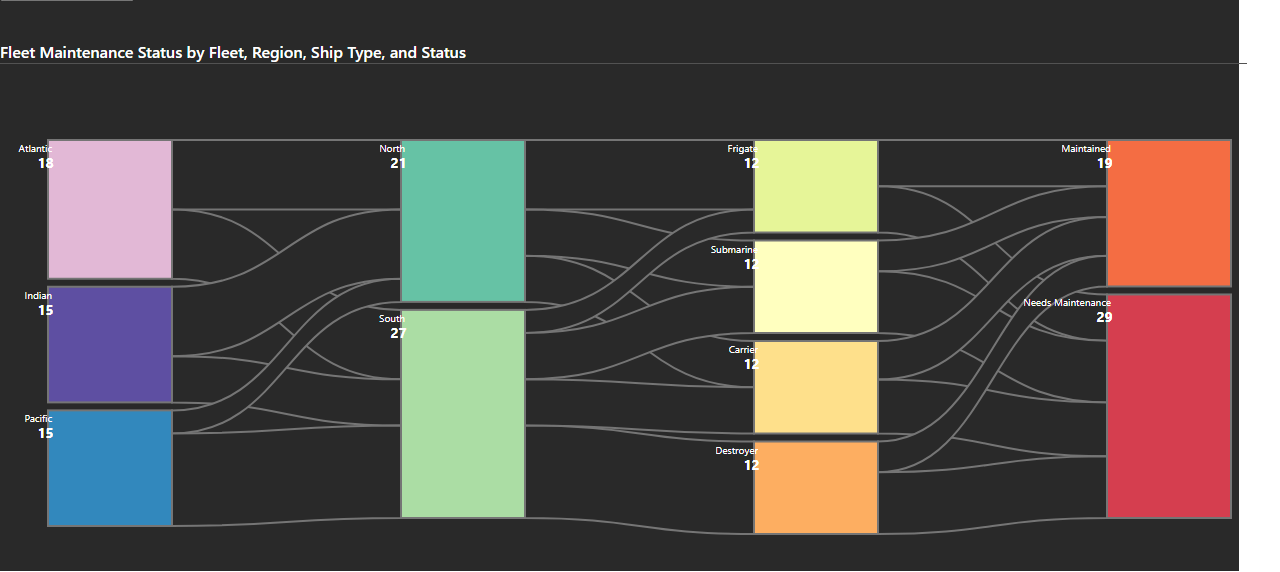 Fleet Maintenance Status by Fleet, Region, Ship Type, and Status
Atlantic
18
Indian
15
Pacific
15
North
21
South
27
Frigate
12
Submarine
12
Carrier
12
Destroyer
12
Maintained
19
Needs Maintenance
29